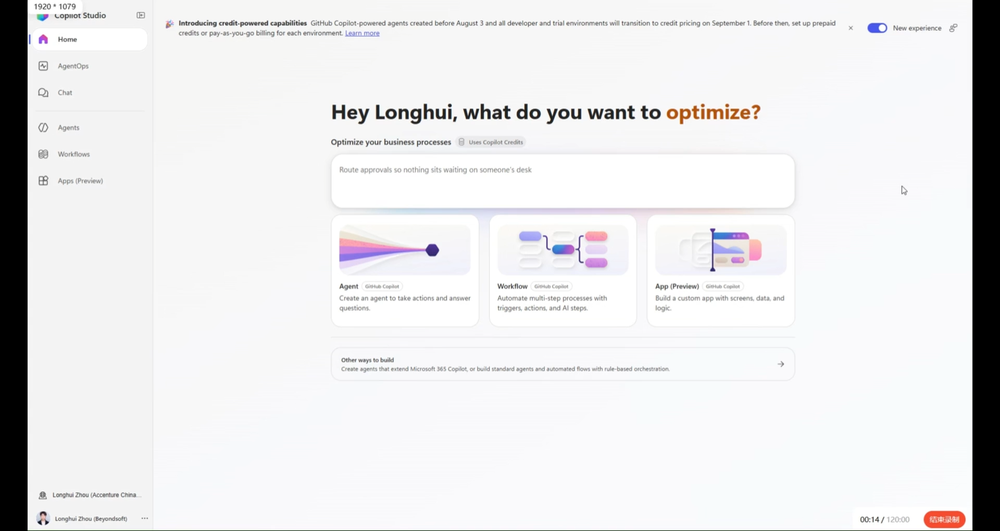 1920 * 1079
Copilot Studio
Home
AgentOps
Chat
Agents
Workflows
Apps (Preview)
Longhui Zhou (Accenture China...
Longhui Zhou (Beyondsoft)
Introducing credit-powered capabilities GitHub Copilot-powered agents created before August 3 and all developer and trial environments will transition to credit pricing on September 1. Before then, set up prepaid
credits or pay-as-you-go billing for each environment. Learn more
New experience
Hey Longhui, what do you want to optimize?
Optimize your business processes Uses Copilot Credits
Route approvals so nothing sits waiting on someone's desk
Agent GitHub Copilot
Create an agent to take actions and answer
questions.
Workflow GitHub Copilot
Automate multi-step processes with
triggers, actions, and AI steps.
App (Preview) GitHub Copilot
Build a custom app with screens, data, and
logic.
Other ways to build
Create agents that extend Microsoft 365 Copilot, or build standard agents and automated flows with rule-based orchestration.
00:14 / 120:00
结束录制